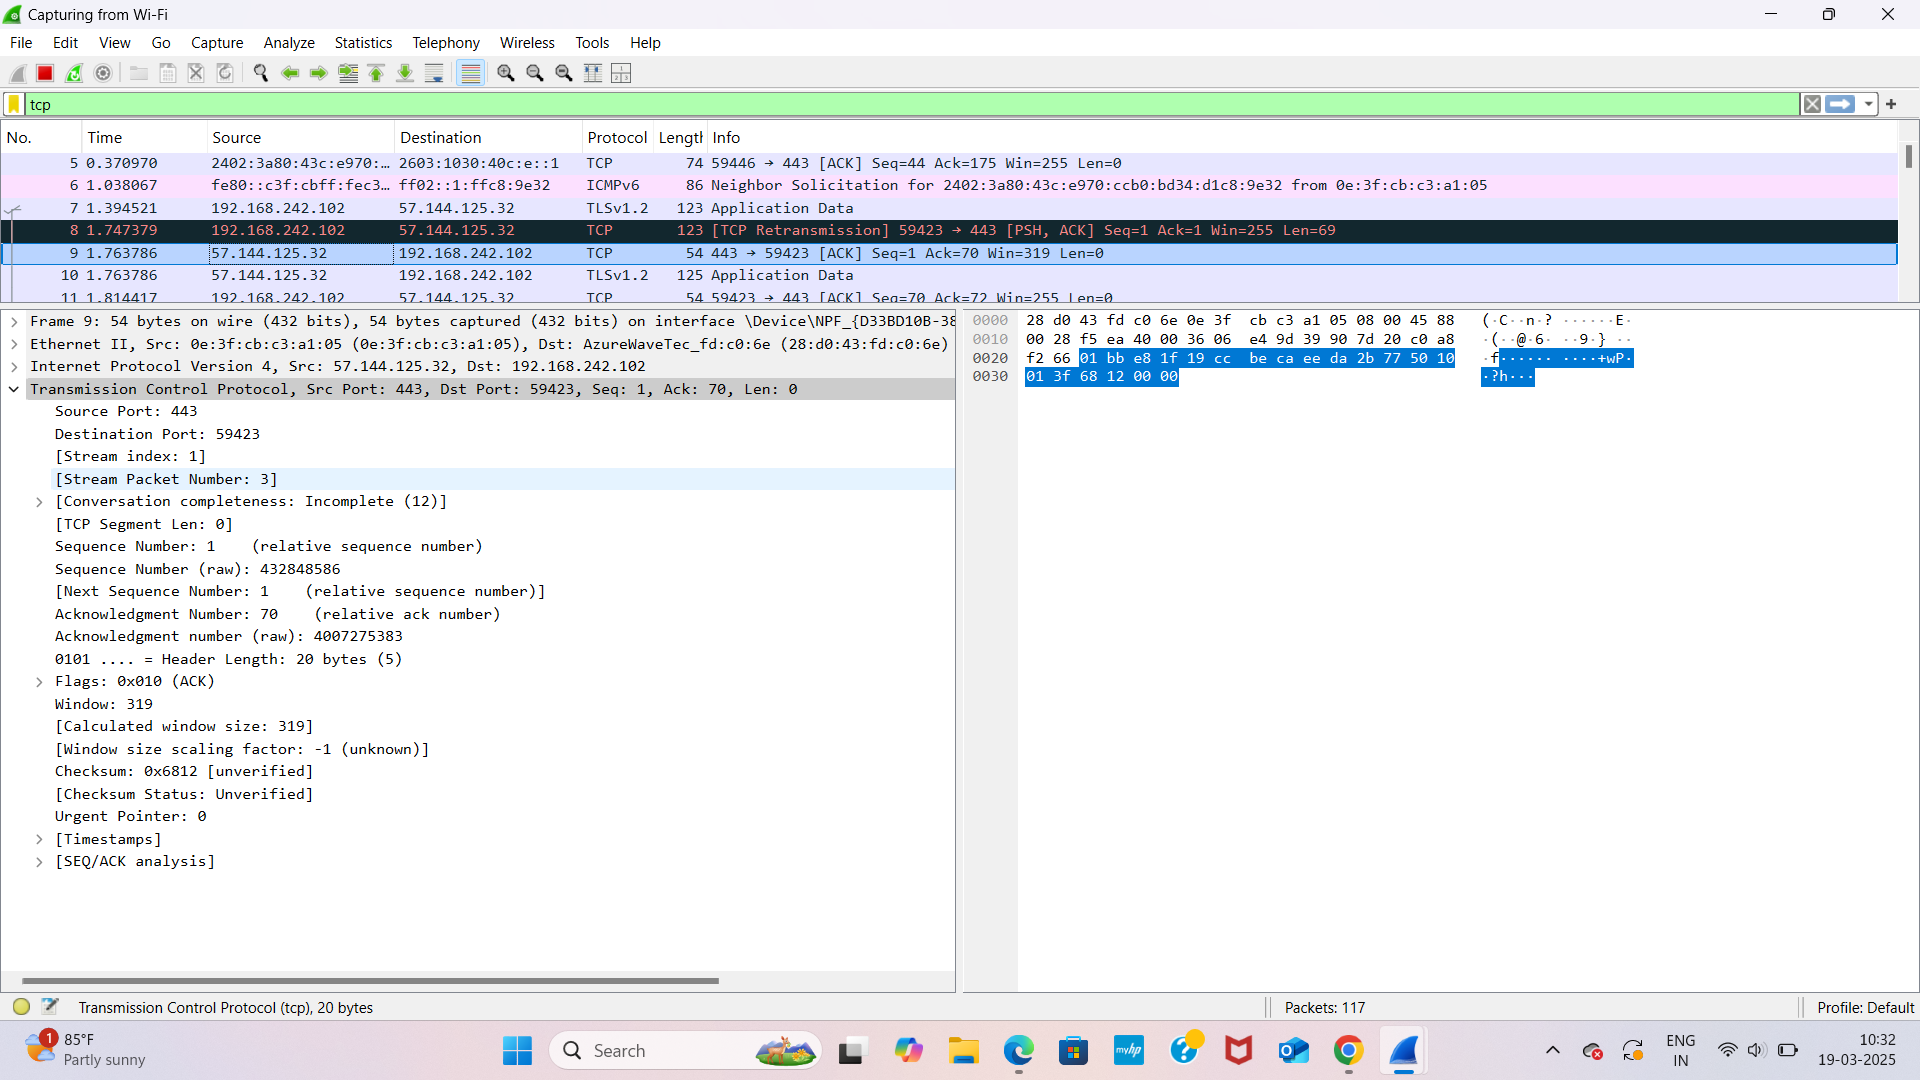 Capturing from Wi-Fi
File Edit View Go Capture Analyze Statistics Telephony Wireless Tools Help
tcp
No. Time Source Destination Protocol Length Info
5 0.370970 2402:3a80:43c:e970:… 2603:1030:40c:e::1 TCP 74 59446 → 443 [ACK] Seq=44 Ack=175 Win=255 Len=0
6 1.038067 fe80::c3f:cbff:fec3… ff02::1:ffc8:9e32 ICMPv6 86 Neighbor Solicitation for 2402:3a80:43c:e970:ccb0:bd34:d1c8:9e32 from 0e:3f:cb:c3:a1:05
7 1.394521 192.168.242.102 57.144.125.32 TLSv1.2 123 Application Data
8 1.747379 192.168.242.102 57.144.125.32 TCP 123 [TCP Retransmission] 59423 → 443 [PSH, ACK] Seq=1 Ack=1 Win=255 Len=69
9 1.763786 57.144.125.32 192.168.242.102 TCP 54 443 → 59423 [ACK] Seq=1 Ack=70 Win=319 Len=0
10 1.763786 57.144.125.32 192.168.242.102 TLSv1.2 125 Application Data
11 1.814417 192.168.242.102 57.144.125.32 TCP 54 59423 → 443 [ACK] Seq=70 Ack=72 Win=255 Len=0
Frame 9: 54 bytes on wire (432 bits), 54 bytes captured (432 bits) on interface \Device\NPF_{D33BD10B-38
Ethernet II, Src: 0e:3f:cb:c3:a1:05 (0e:3f:cb:c3:a1:05), Dst: AzureWaveTec_fd:c0:6e (28:d0:43:fd:c0:6e)
Internet Protocol Version 4, Src: 57.144.125.32, Dst: 192.168.242.102
Transmission Control Protocol, Src Port: 443, Dst Port: 59423, Seq: 1, Ack: 70, Len: 0
Source Port: 443
Destination Port: 59423
[Stream index: 1]
[Stream Packet Number: 3]
[Conversation completeness: Incomplete (12)]
[TCP Segment Len: 0]
Sequence Number: 1 (relative sequence number)
Sequence Number (raw): 432848586
[Next Sequence Number: 1 (relative sequence number)]
Acknowledgment Number: 70 (relative ack number)
Acknowledgment number (raw): 4007275383
0101 .... = Header Length: 20 bytes (5)
Flags: 0x010 (ACK)
Window: 319
[Calculated window size: 319]
[Window size scaling factor: -1 (unknown)]
Checksum: 0x6812 [unverified]
[Checksum Status: Unverified]
Urgent Pointer: 0
[Timestamps]
[SEQ/ACK analysis]
0000 28 d0 43 fd c0 6e 0e 3f cb c3 a1 05 08 00 45 88 (·C··n·? ······E·
0010 00 28 f5 ea 40 00 36 06 e4 9d 39 90 7d 20 c0 a8 ·(··@·6· ··9·} ··
0020 f2 66 01 bb e8 1f 19 cc be ca ee da 2b 77 50 10 ·f······ ····+wP·
0030 01 3f 68 12 00 00 ·?h···
Transmission Control Protocol (tcp), 20 bytes
Packets: 117
Profile: Default
1
85°F
Partly sunny
Search
myhp
ENG
IN
10:32
19-03-2025